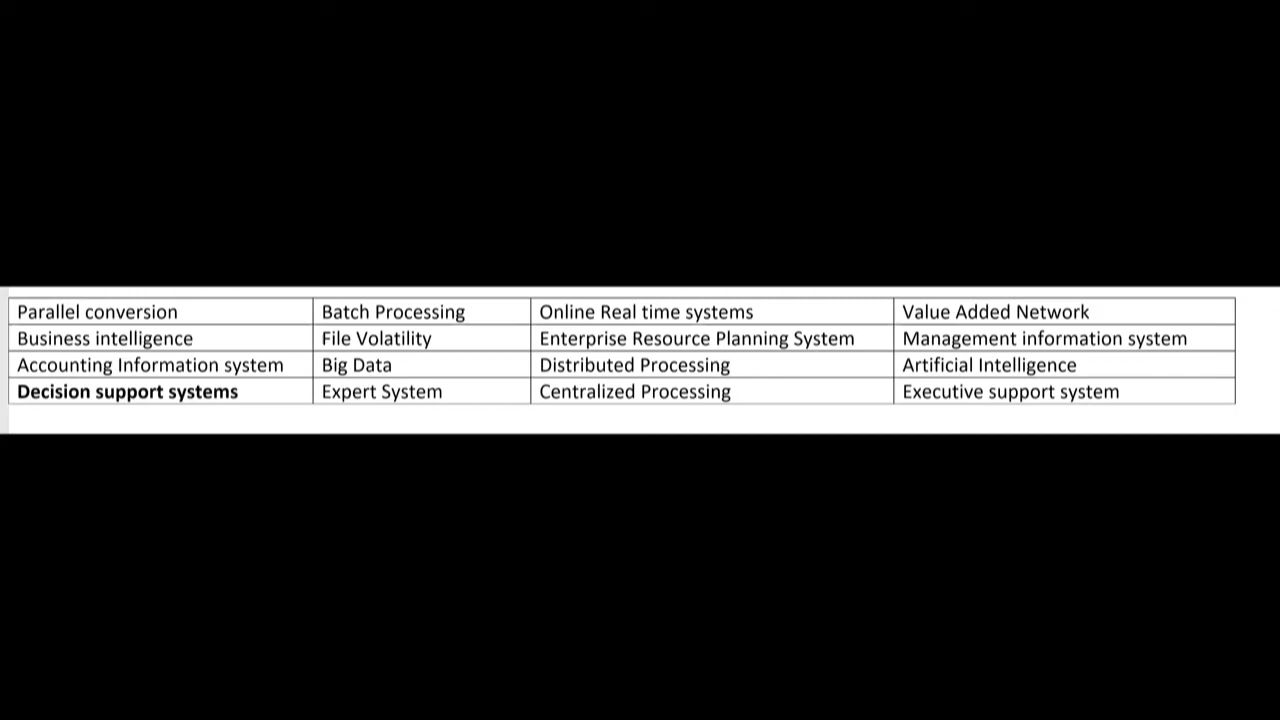 Parallel conversion Batch Processing Online Real time systems Value Added Network
Business intelligence File Volatility Enterprise Resource Planning System Management information system
Accounting Information system Big Data Distributed Processing Artificial Intelligence
Decision support systems Expert System Centralized Processing Executive support system